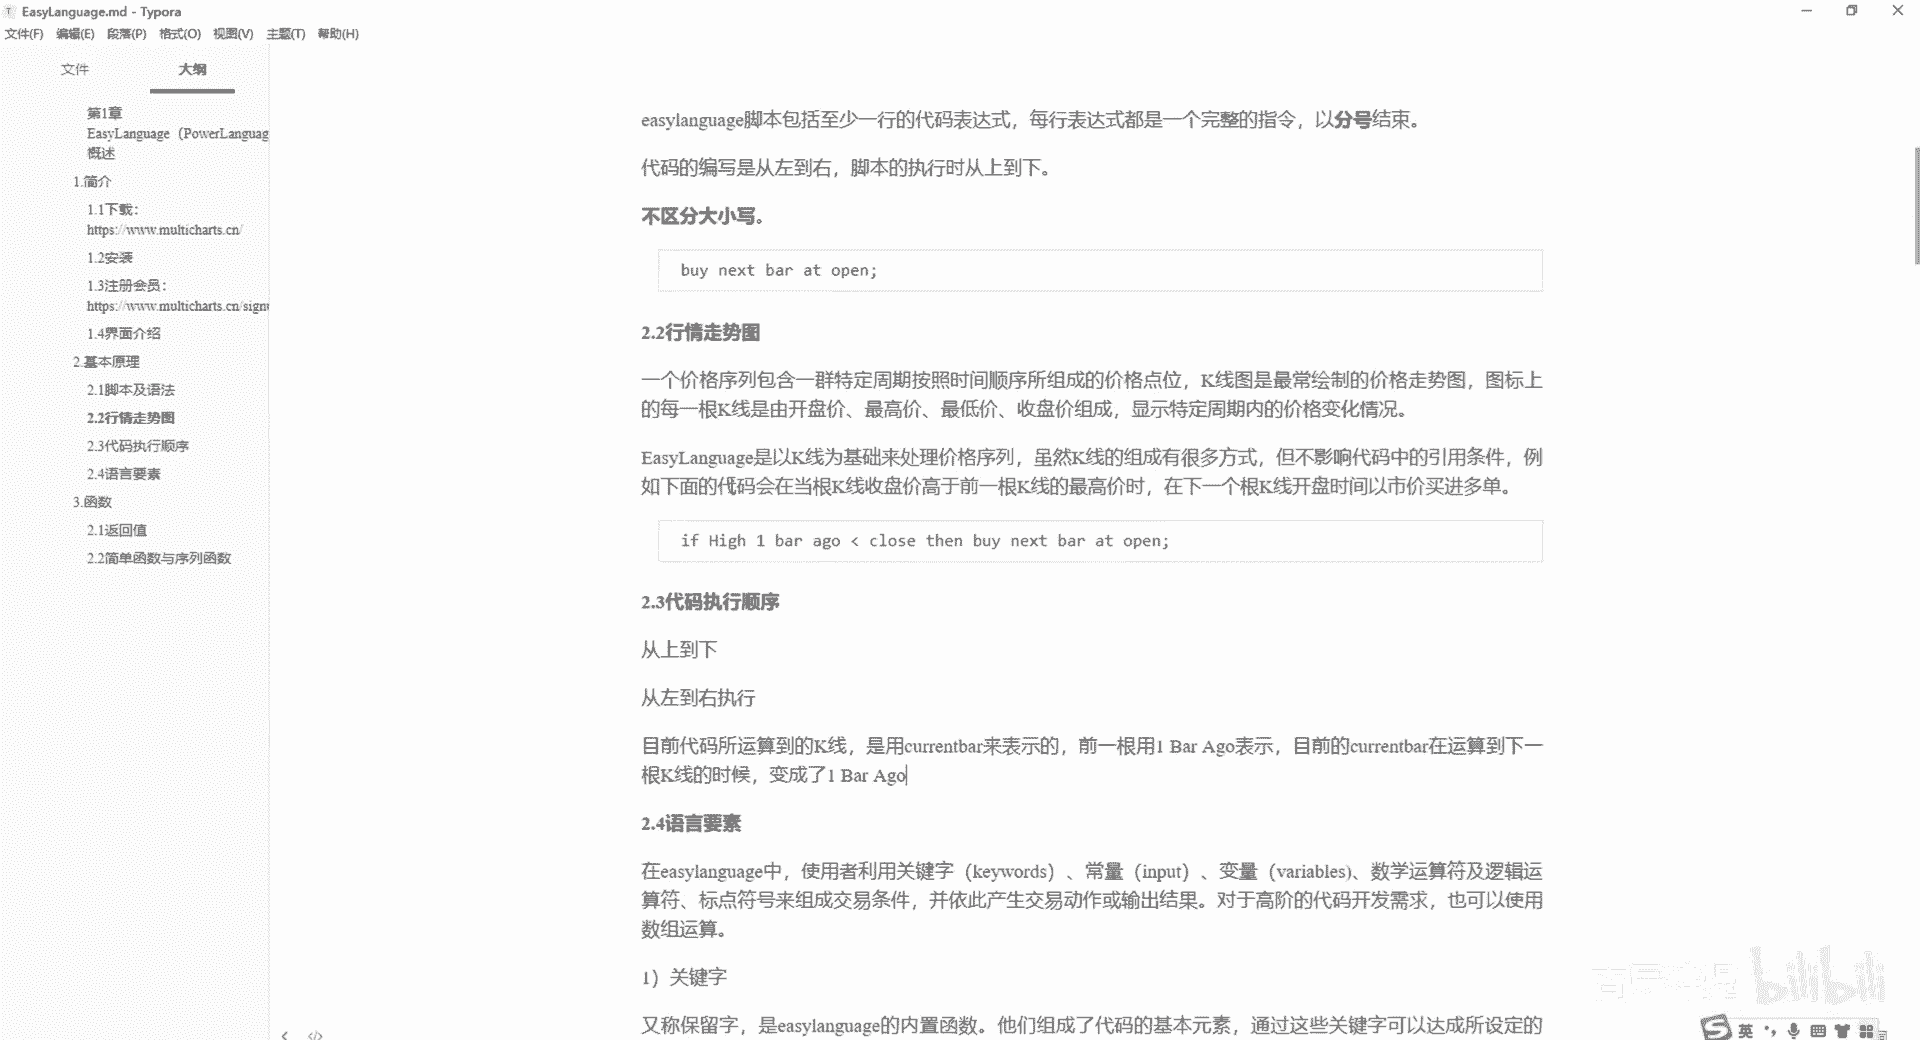 EasyLanguage.md - Typora
文件(F) 编辑(E) 段落(P) 格式(O) 视图(V) 主题(T) 帮助(H)
文件 大纲
第1章
EasyLanguage（PowerLanguag
概述
1.简介
1.1下载：
https://www.multicharts.cn/
1.2安装
1.3注册会员：
https://www.multicharts.cn/sign
1.4界面介绍
2.基本原理
2.1脚本及语法
2.2行情走势图
2.3代码执行顺序
2.4语言要素
3.函数
2.1返回值
2.2简单函数与序列函数
easylanguage脚本包括至少一行的代码表达式，每行表达式都是一个完整的指令，以分号结束。
代码的编写是从左到右，脚本的执行时从上到下。
不区分大小写。
buy next bar at open;
2.2行情走势图
一个价格序列包含一群特定周期按照时间顺序所组成的价格点位，K线图是最常绘制的价格走势图，图标上
的每一根K线是由开盘价、最高价、最低价、收盘价组成，显示特定周期内的价格变化情况。
EasyLanguage是以K线为基础来处理价格序列，虽然K线的组成有很多方式，但不影响代码中的引用条件，例
如下面的代码会在当根K线收盘价高于前一根K线的最高价时，在下一个根K线开盘时间以市价买进多单。
if High 1 bar ago < close then buy next bar at open;
2.3代码执行顺序
从上到下
从左到右执行
目前代码所运算到的K线，是用currentbar来表示的，前一根用1 Bar Ago表示，目前的currentbar在运算到下一
根K线的时候，变成了1 Bar Ago
2.4语言要素
在easylanguage中，使用者利用关键字（keywords）、常量（input）、变量（variables)、数学运算符及逻辑运
算符、标点符号来组成交易条件，并依此产生交易动作或输出结果。对于高阶的代码开发需求，也可以使用
数组运算。
1）关键字
又称保留字，是easylanguage的内置函数。他们组成了代码的基本元素，通过这些关键字可以达成所设定的
bilibili
英